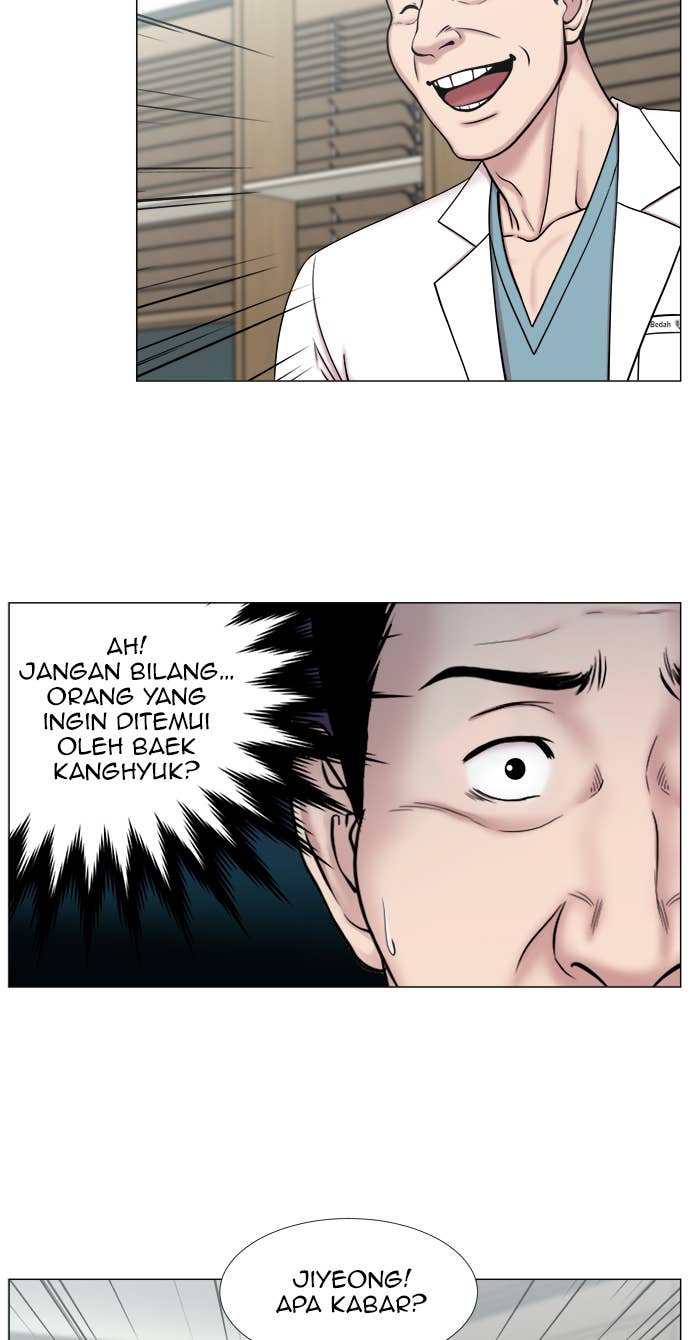 Bedah
AH!
JANGAN BILANG...
ORANG YANG
INGIN DITEMUI
OLEH BAEK
KANGHYUK?
JIYEONG!
APA KABAR?